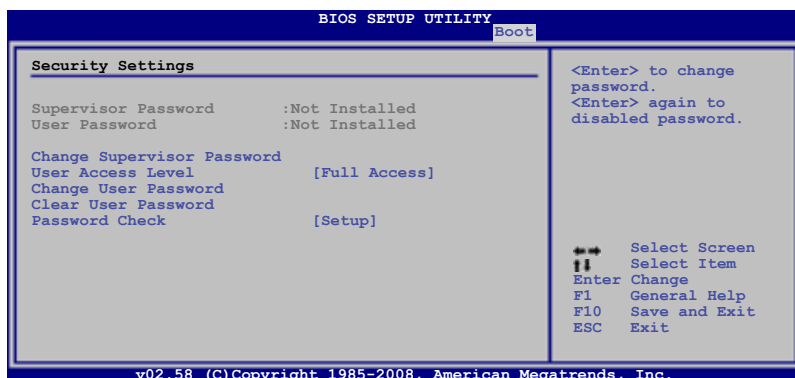 BIOS SETUP UTILITY
Boot
Security Settings
Supervisor Password :Not Installed
User Password :Not Installed
Change Supervisor Password
User Access Level [Full Access]
Change User Password
Clear User Password
Password Check [Setup]
<Enter> to change
password.
<Enter> again to
disabled password.
Select Screen
Select Item
Enter Change
F1 General Help
F10 Save and Exit
ESC Exit
v02.58 (C)Copyright 1985-2008, American Megatrends, Inc.